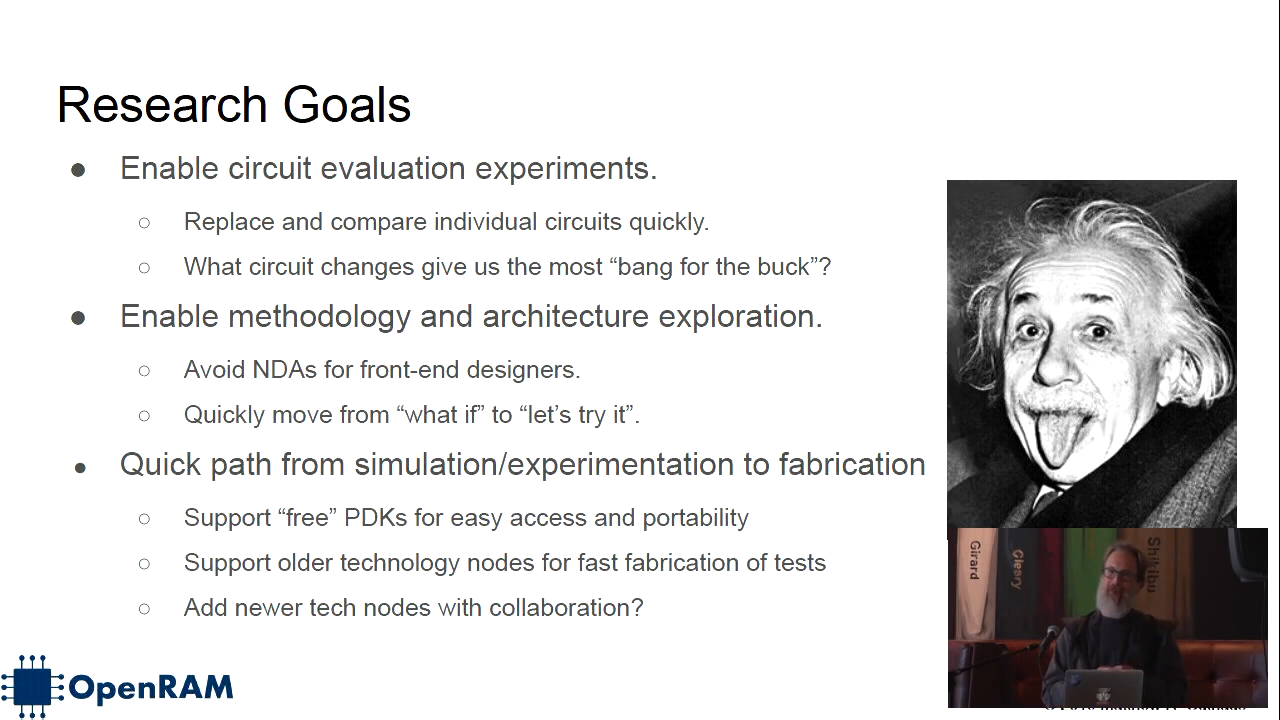 Research Goals
● Enable circuit evaluation experiments.
○ Replace and compare individual circuits quickly.
○ What circuit changes give us the most “bang for the buck”?
● Enable methodology and architecture exploration.
○ Avoid NDAs for front-end designers.
○ Quickly move from “what if” to “let’s try it”.
● Quick path from simulation/experimentation to fabrication
○ Support “free” PDKs for easy access and portability
○ Support older technology nodes for fast fabrication of tests
○ Add newer tech nodes with collaboration?
Girard
Cleary
Shikibu
OpenRAM